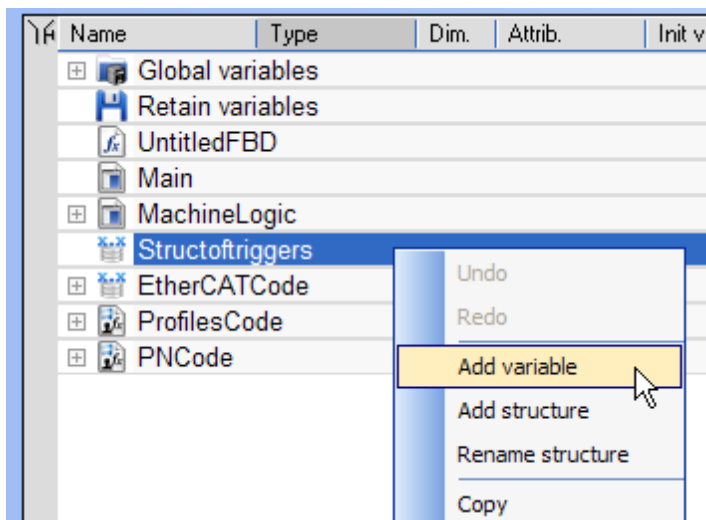 Name Type Dim. Attrib. Init v
Global variables
Retain variables
UntitledFBD
Main
MachineLogic
Structoftriggers
EtherCATCode
ProfilesCode
PNCode
Undo
Redo
Add variable
Add structure
Rename structure
Copy